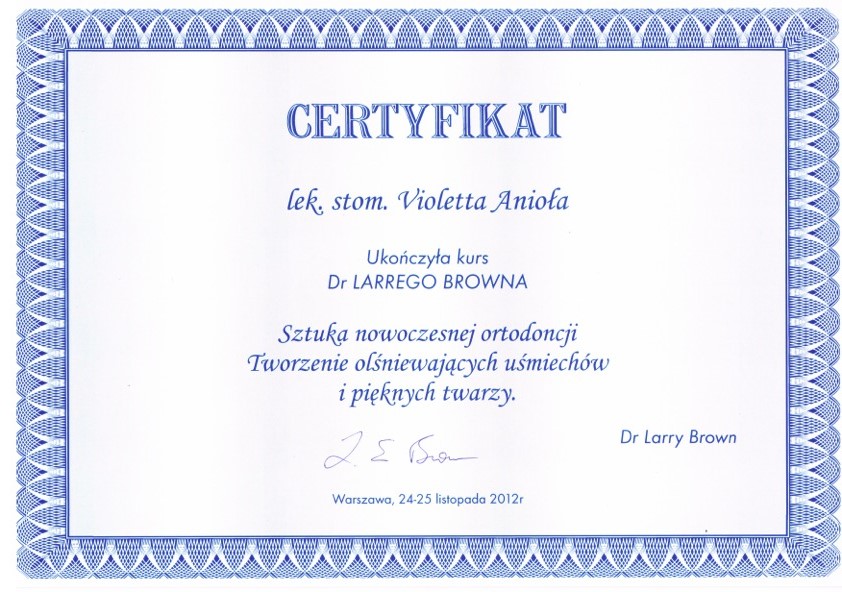 CERTYFIKAT
lek. stom. Violetta Anioła
Ukończyła kurs
Dr LARREGO BROWNA
Sztuka nowoczesnej ortodoncji
Tworzenie olśniewających uśmiechów
i pięknych twarzy.
Dr Larry Brown
L E Brown
Warszawa, 24-25 listopada 2012r